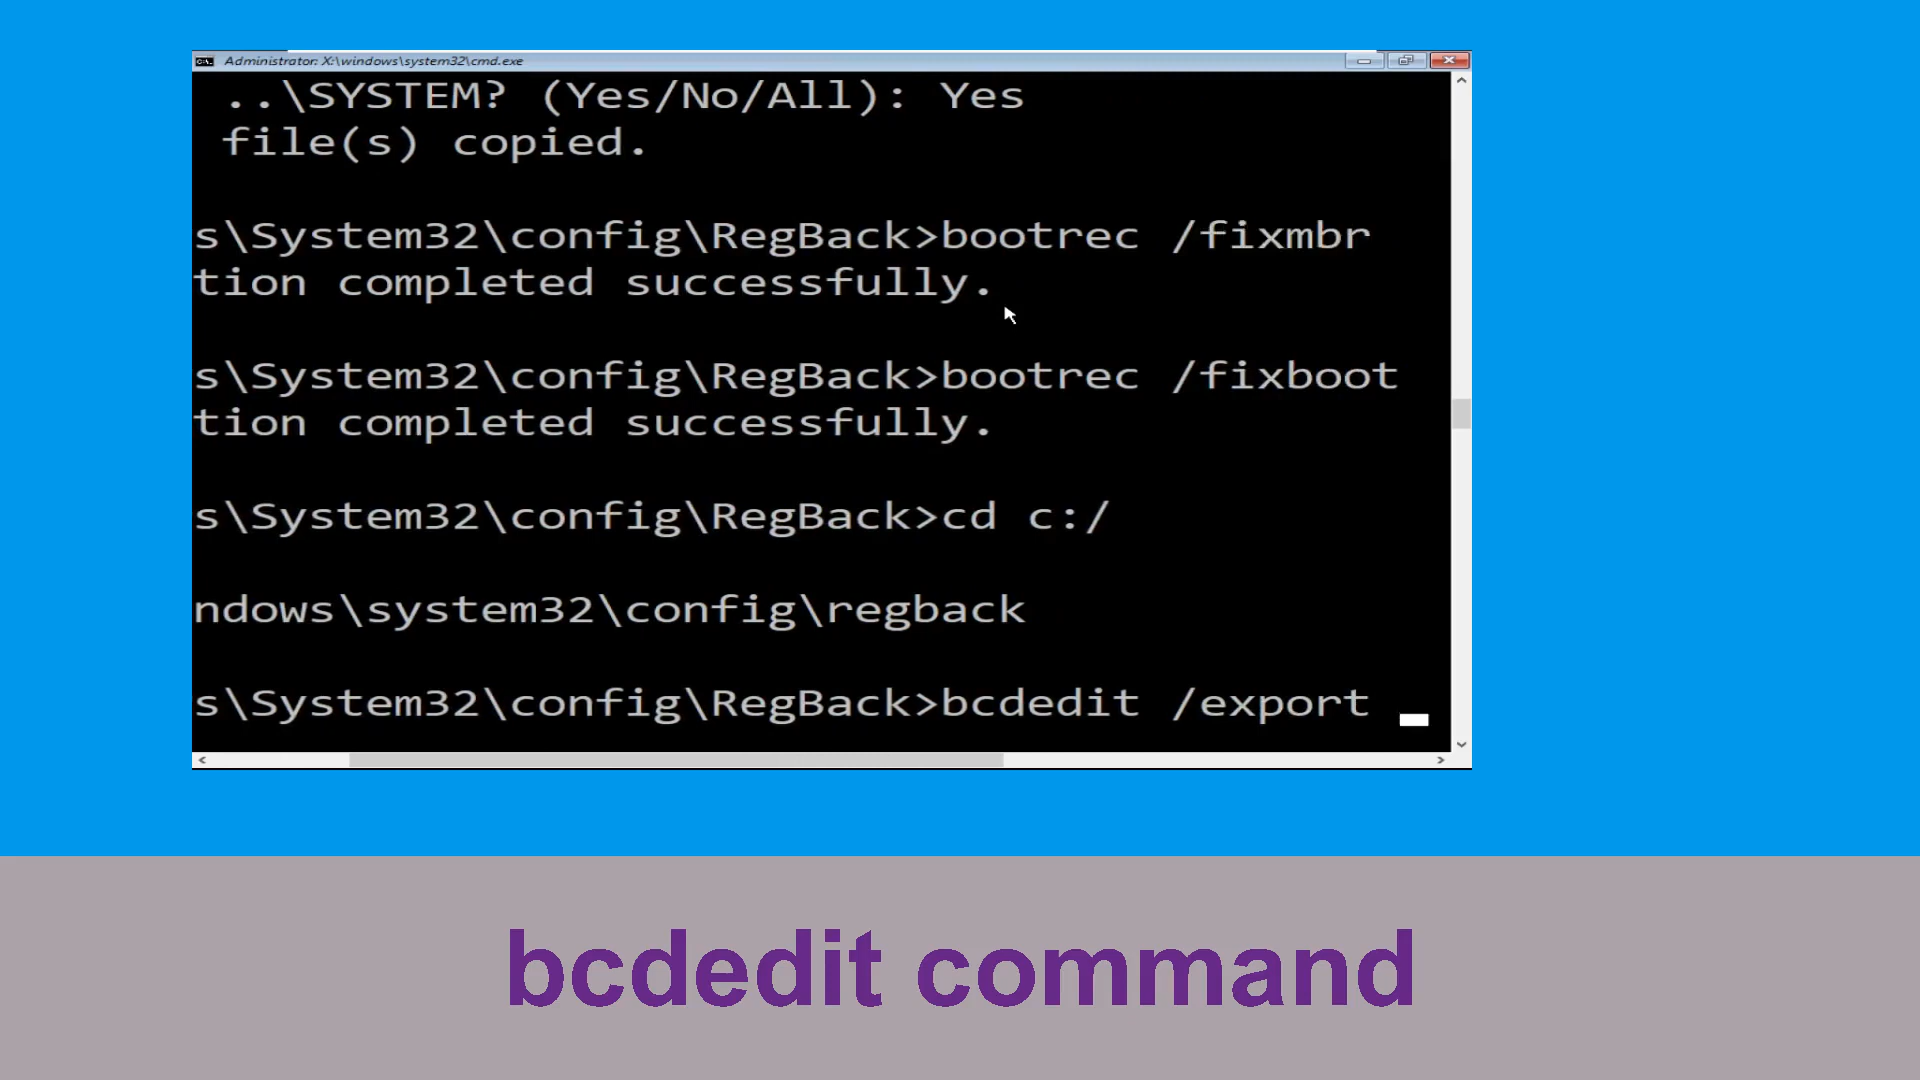 Administrator: X:\windows\system32\cmd.exe
..\SYSTEM? (Yes/No/All): Yes
file(s) copied.
s\System32\config\RegBack>bootrec /fixmbr
tion completed successfully.
s\System32\config\RegBack>bootrec /fixboot
tion completed successfully.
s\System32\config\RegBack>cd c:/
ndows\system32\config\regback
s\System32\config\RegBack>bcdedit /export
bcdedit command